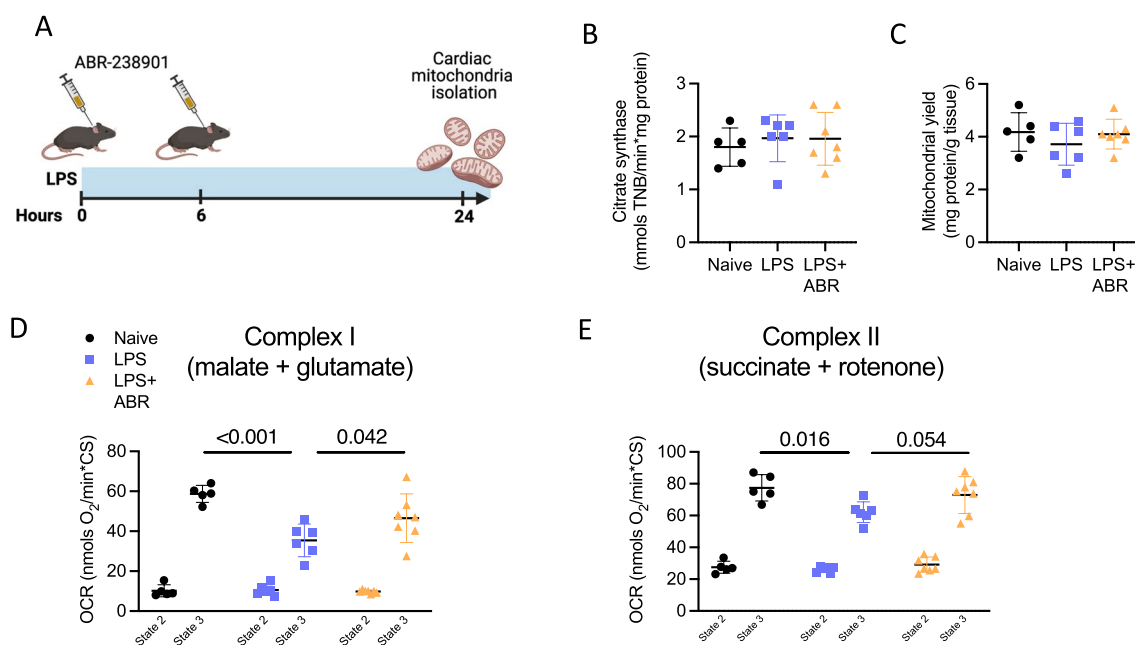 A
ABR-238901
Cardiac
mitochondria
isolation
LPS
Hours
0
6
24
B
Citrate synthase
(mmols TNB/min*mg protein)
3
2
1
0
Naive
LPS
LPS+
ABR
C
Mitochondrial yield
(mg protein/g tissue)
6
4
2
0
Naive
LPS
LPS+
ABR
D
Naive
LPS
LPS+
ABR
Complex I
(malate + glutamate)
OCR (nmols O₂/min*CS)
80
60
40
20
0
<0.001
0.042
State 2
State 3
State 2
State 3
State 2
State 3
E
Complex II
(succinate + rotenone)
OCR (nmols O₂/min*CS)
100
80
60
40
20
0
0.016
0.054
State 2
State 3
State 2
State 3
State 2
State 3